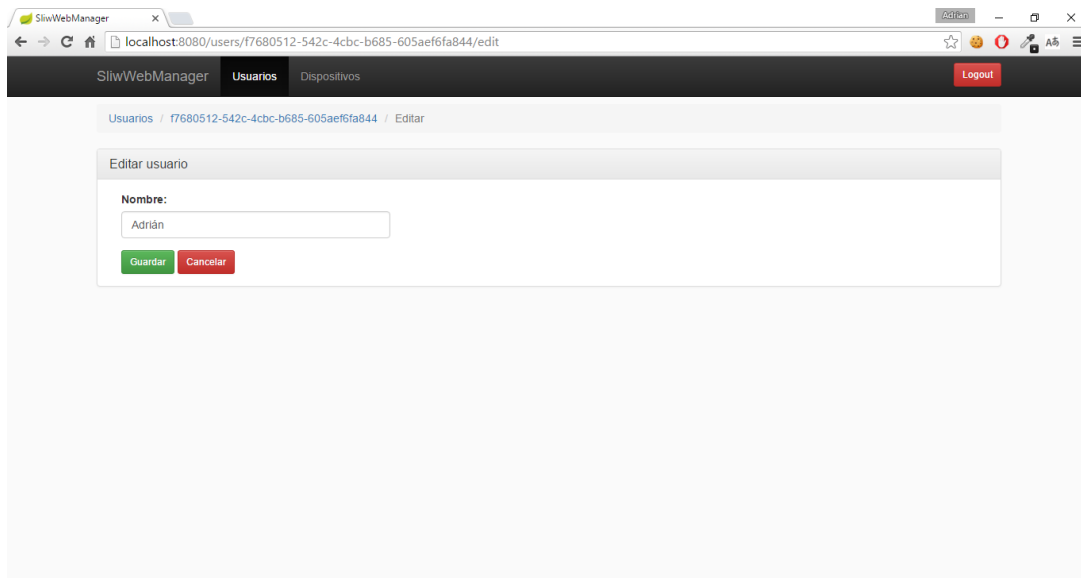 SliwWebManager
Adrian
localhost:8080/users/f7680512-542c-4cbc-b685-605aef6fa844/edit
SliwWebManager Usuarios Dispositivos Logout
Usuarios / f7680512-542c-4cbc-b685-605aef6fa844 / Editar
Editar usuario
Nombre:
Adrián
Guardar Cancelar